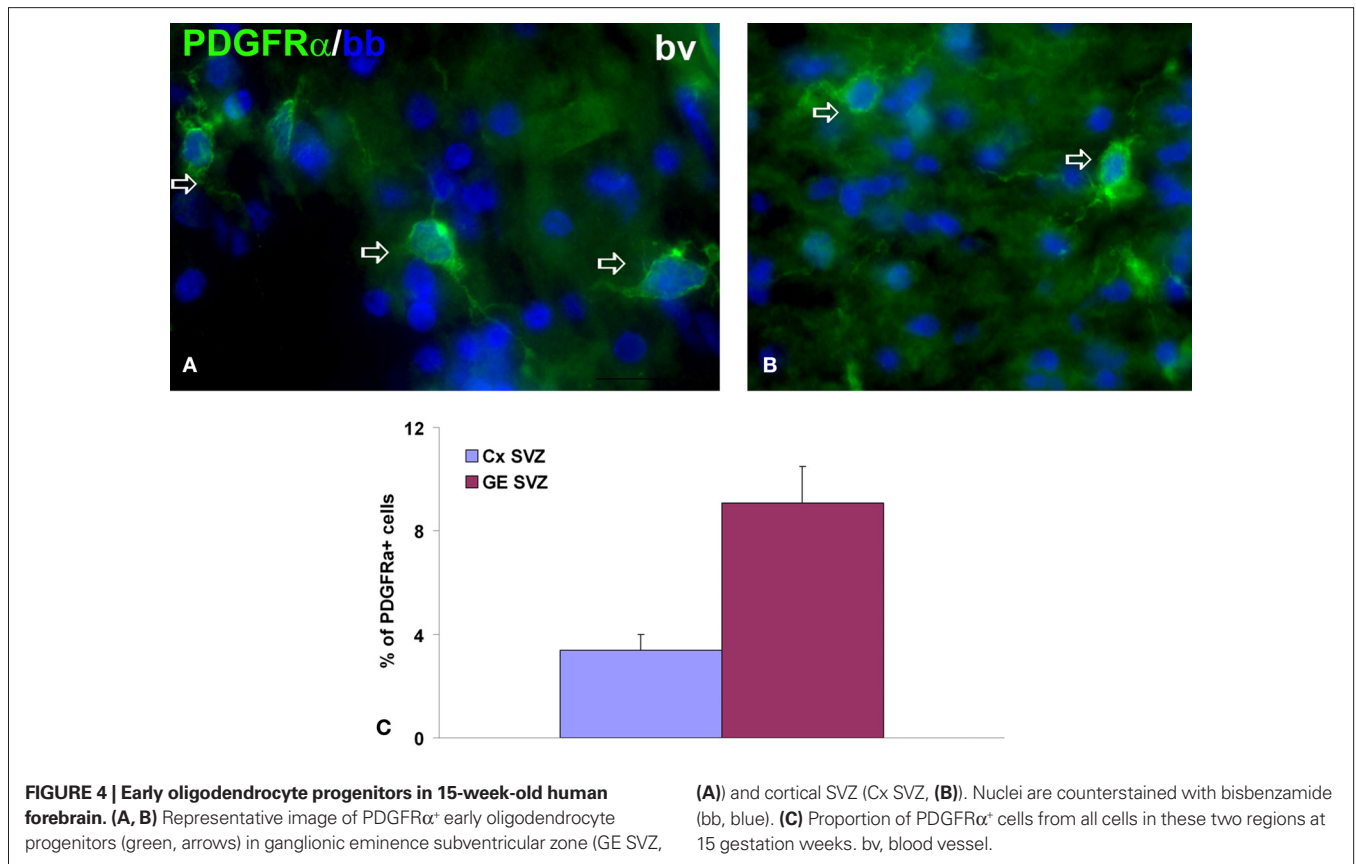 PDGFRα/bb
bv
A
B
12
8
4
0
% of PDGFRa+ cells
Cx SVZ
GE SVZ
C
FIGURE 4 | Early oligodendrocyte progenitors in 15-week-old human
forebrain. (A, B) Representative image of PDGFRα⁺ early oligodendrocyte
progenitors (green, arrows) in ganglionic eminence subventricular zone (GE SVZ,
(A)) and cortical SVZ (Cx SVZ, (B)). Nuclei are counterstained with bisbenzamide
(bb, blue). (C) Proportion of PDGFRα⁺ cells from all cells in these two regions at
15 gestation weeks. bv, blood vessel.